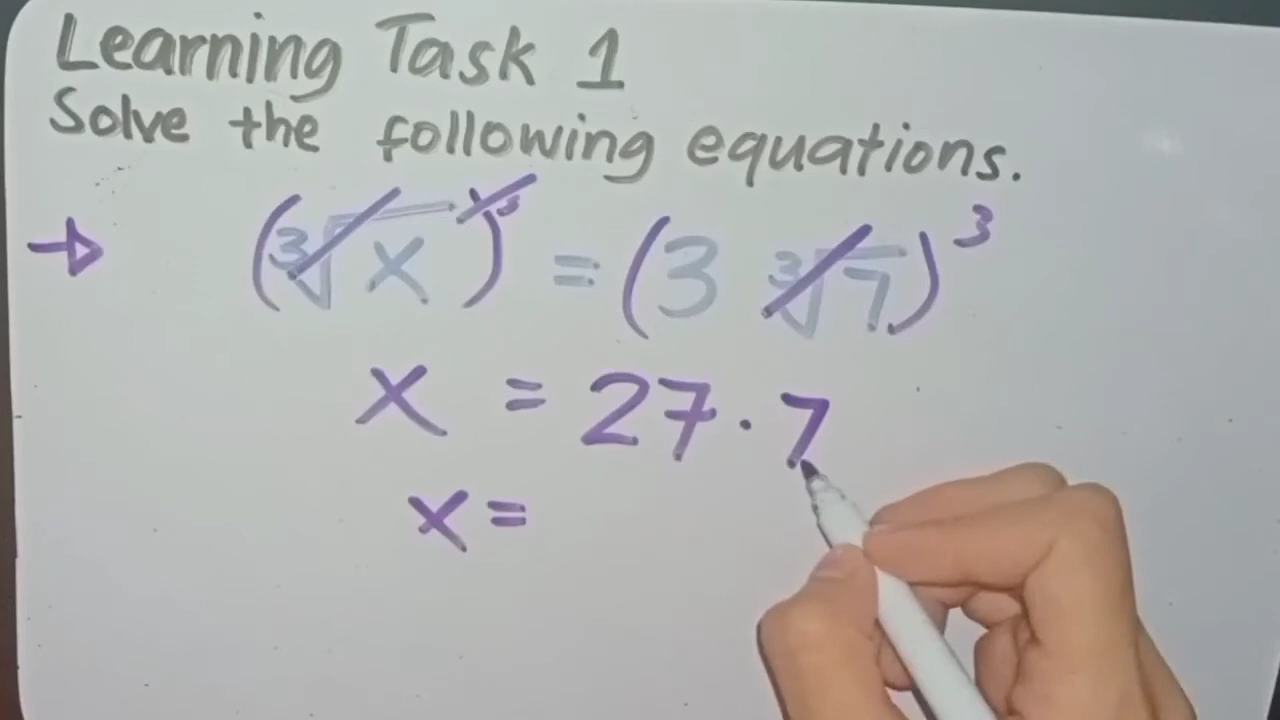 Learning Task 1
Solve the following equations.
→ (∛x)³ = (3 ∛7)³
x = 27 · 7
x =